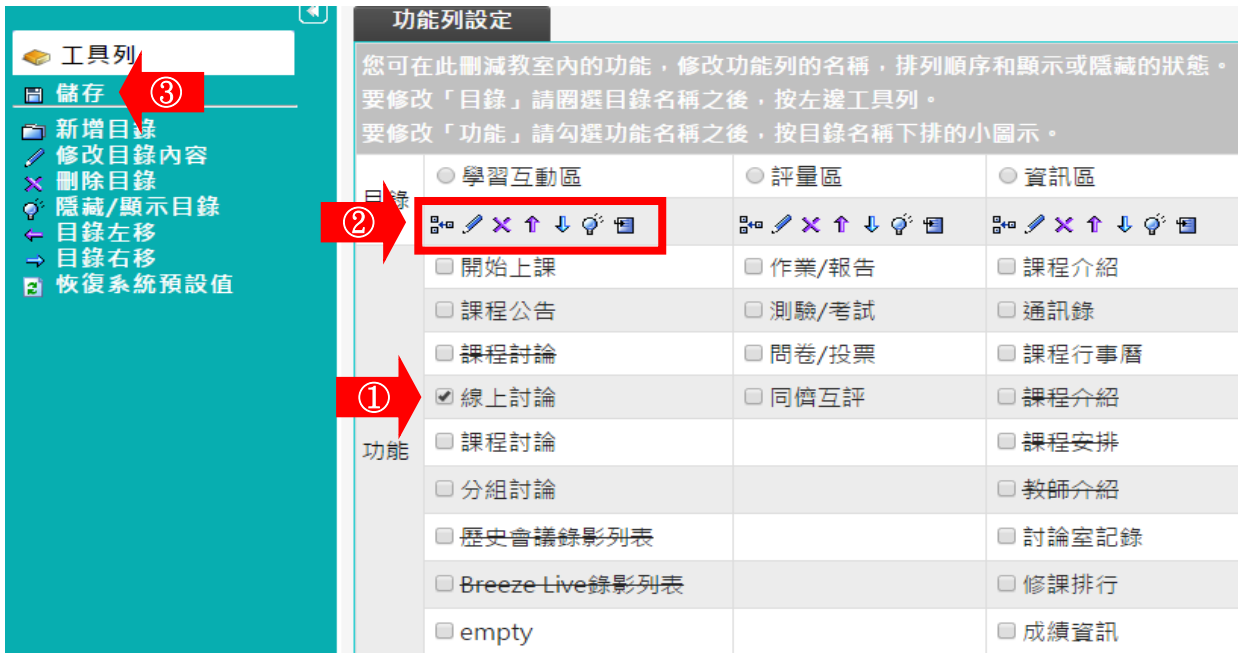 工具列
儲存
③
新增目錄
修改目錄內容
刪除目錄
隱藏/顯示目錄
目錄左移
目錄右移
恢復系統預設值
功能列設定
您可在此刪減教室內的功能，修改功能列的名稱，排列順序和顯示或隱藏的狀態。
要修改「目錄」請圈選目錄名稱之後，按左邊工具列。
要修改「功能」請勾選功能名稱之後，按目錄名稱下排的小圖示。
目錄 學習互動區 評量區 資訊區
②
開始上課 作業/報告 課程介紹
課程公告 測驗/考試 通訊錄
課程討論 問卷/投票 課程行事曆
① 線上討論 同儕互評 課程介紹
功能 課程討論 課程安排
分組討論 教師介紹
歷史會議錄影列表 討論室記錄
Breeze Live錄影列表 修課排行
empty 成績資訊